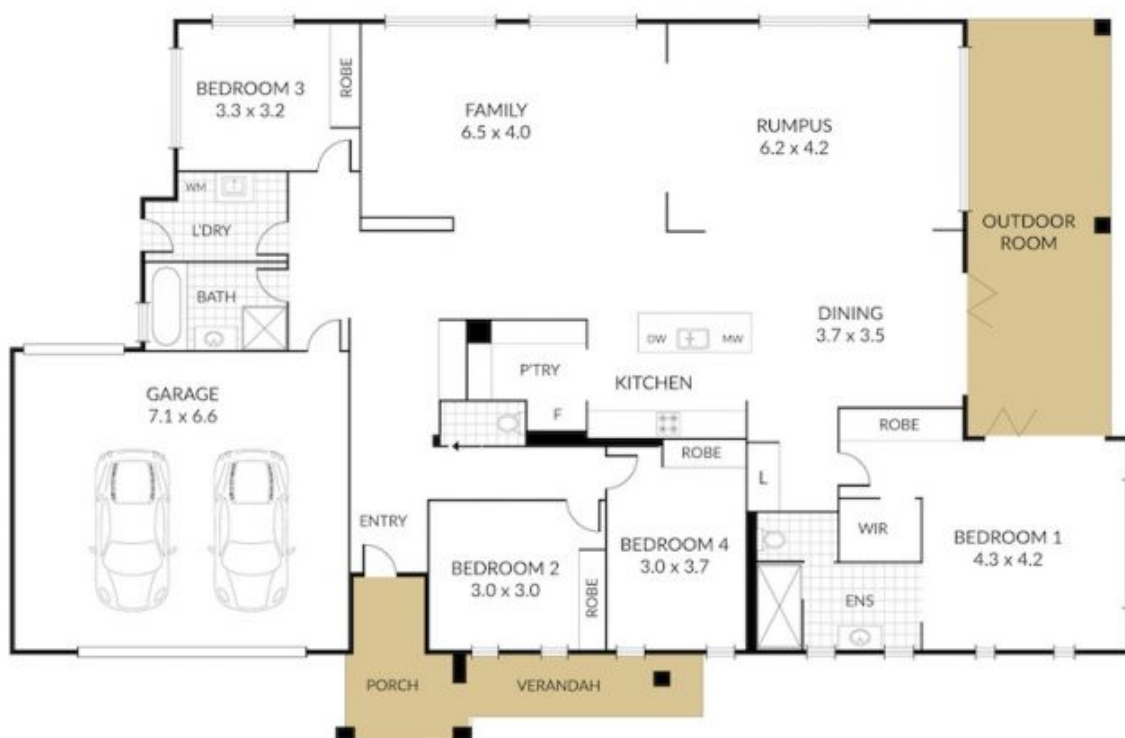 BEDROOM 3
3.3 x 3.2
ROBE
FAMILY
6.5 x 4.0
RUMPUS
6.2 x 4.2
OUTDOOR
ROOM
WM
L'DRY
BATH
DINING
3.7 x 3.5
DW
MW
P'TRY
KITCHEN
F
GARAGE
7.1 x 6.6
ROBE
ROBE
L
ENTRY
BEDROOM 2
3.0 x 3.0
ROBE
BEDROOM 4
3.0 x 3.7
WIR
BEDROOM 1
4.3 x 4.2
ENS
PORCH
VERANDAH